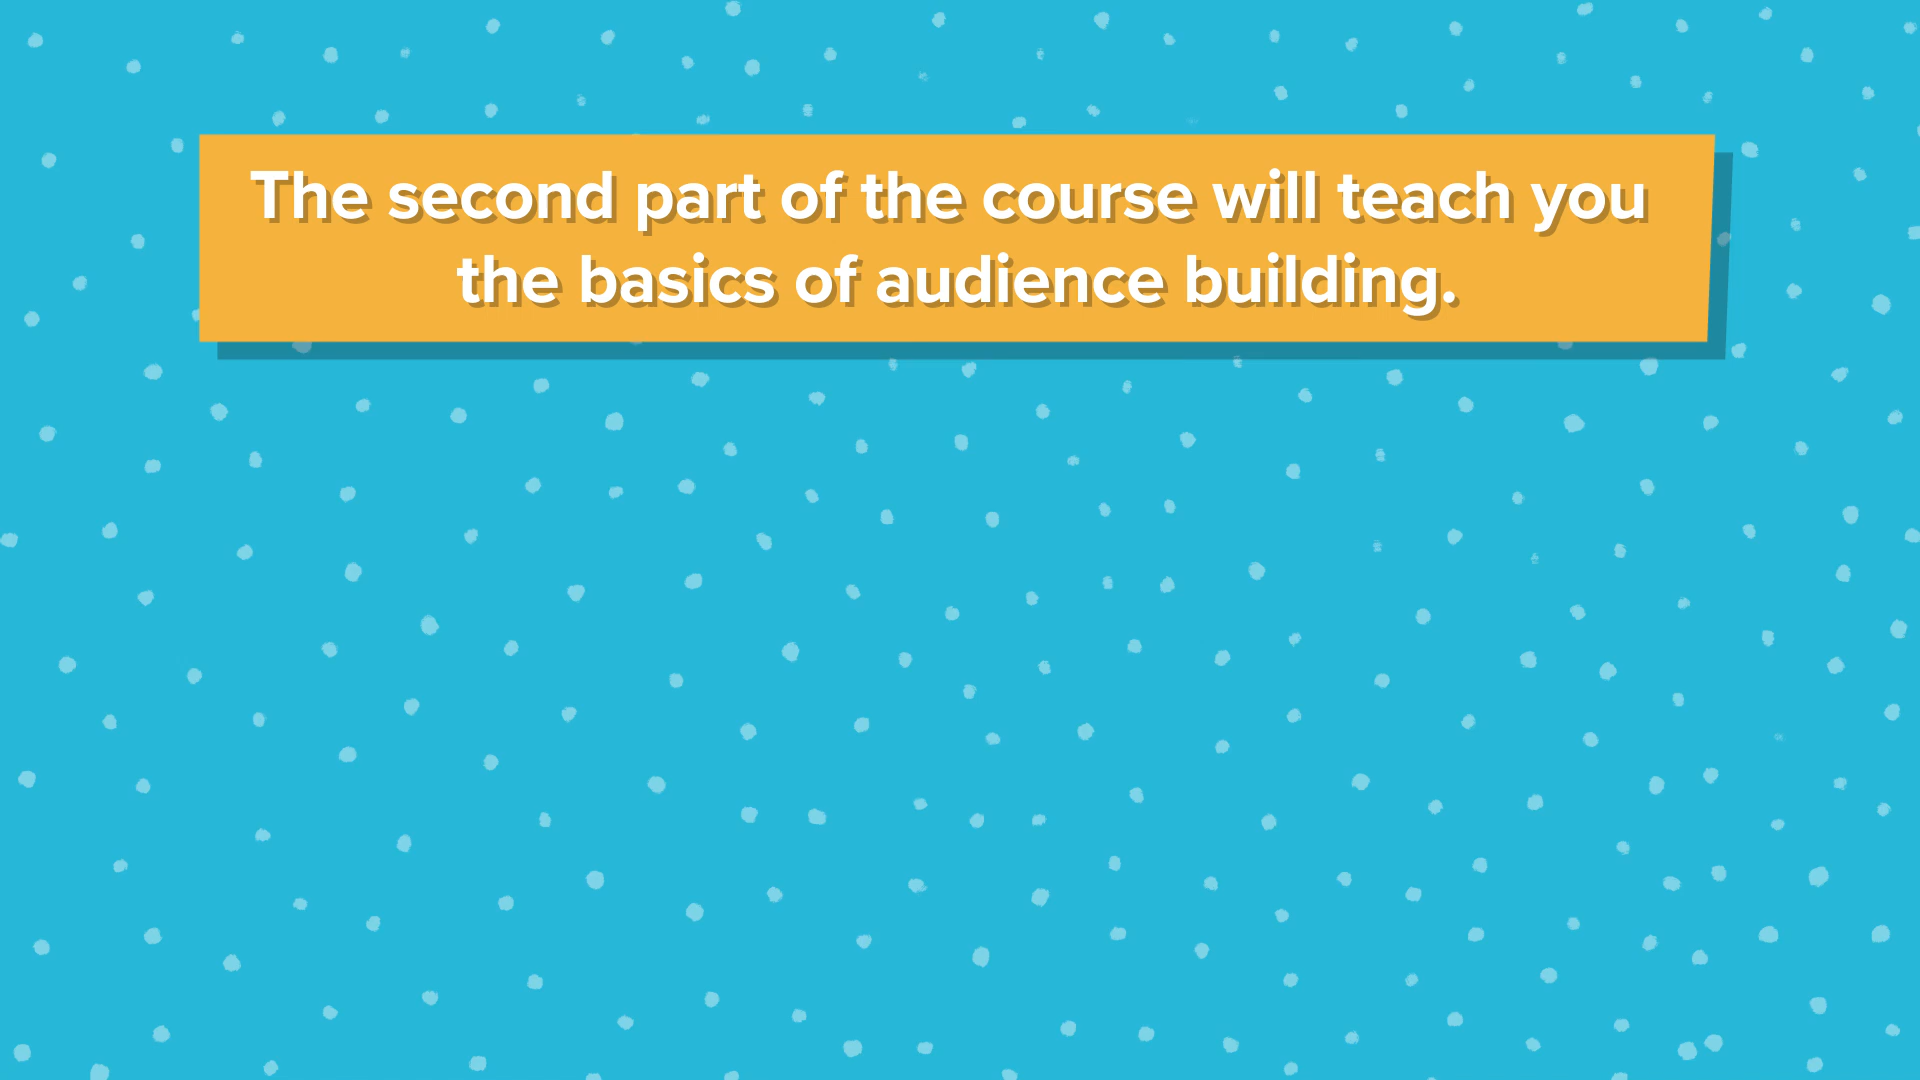 The second part of the course will teach you
the basics of audience building.